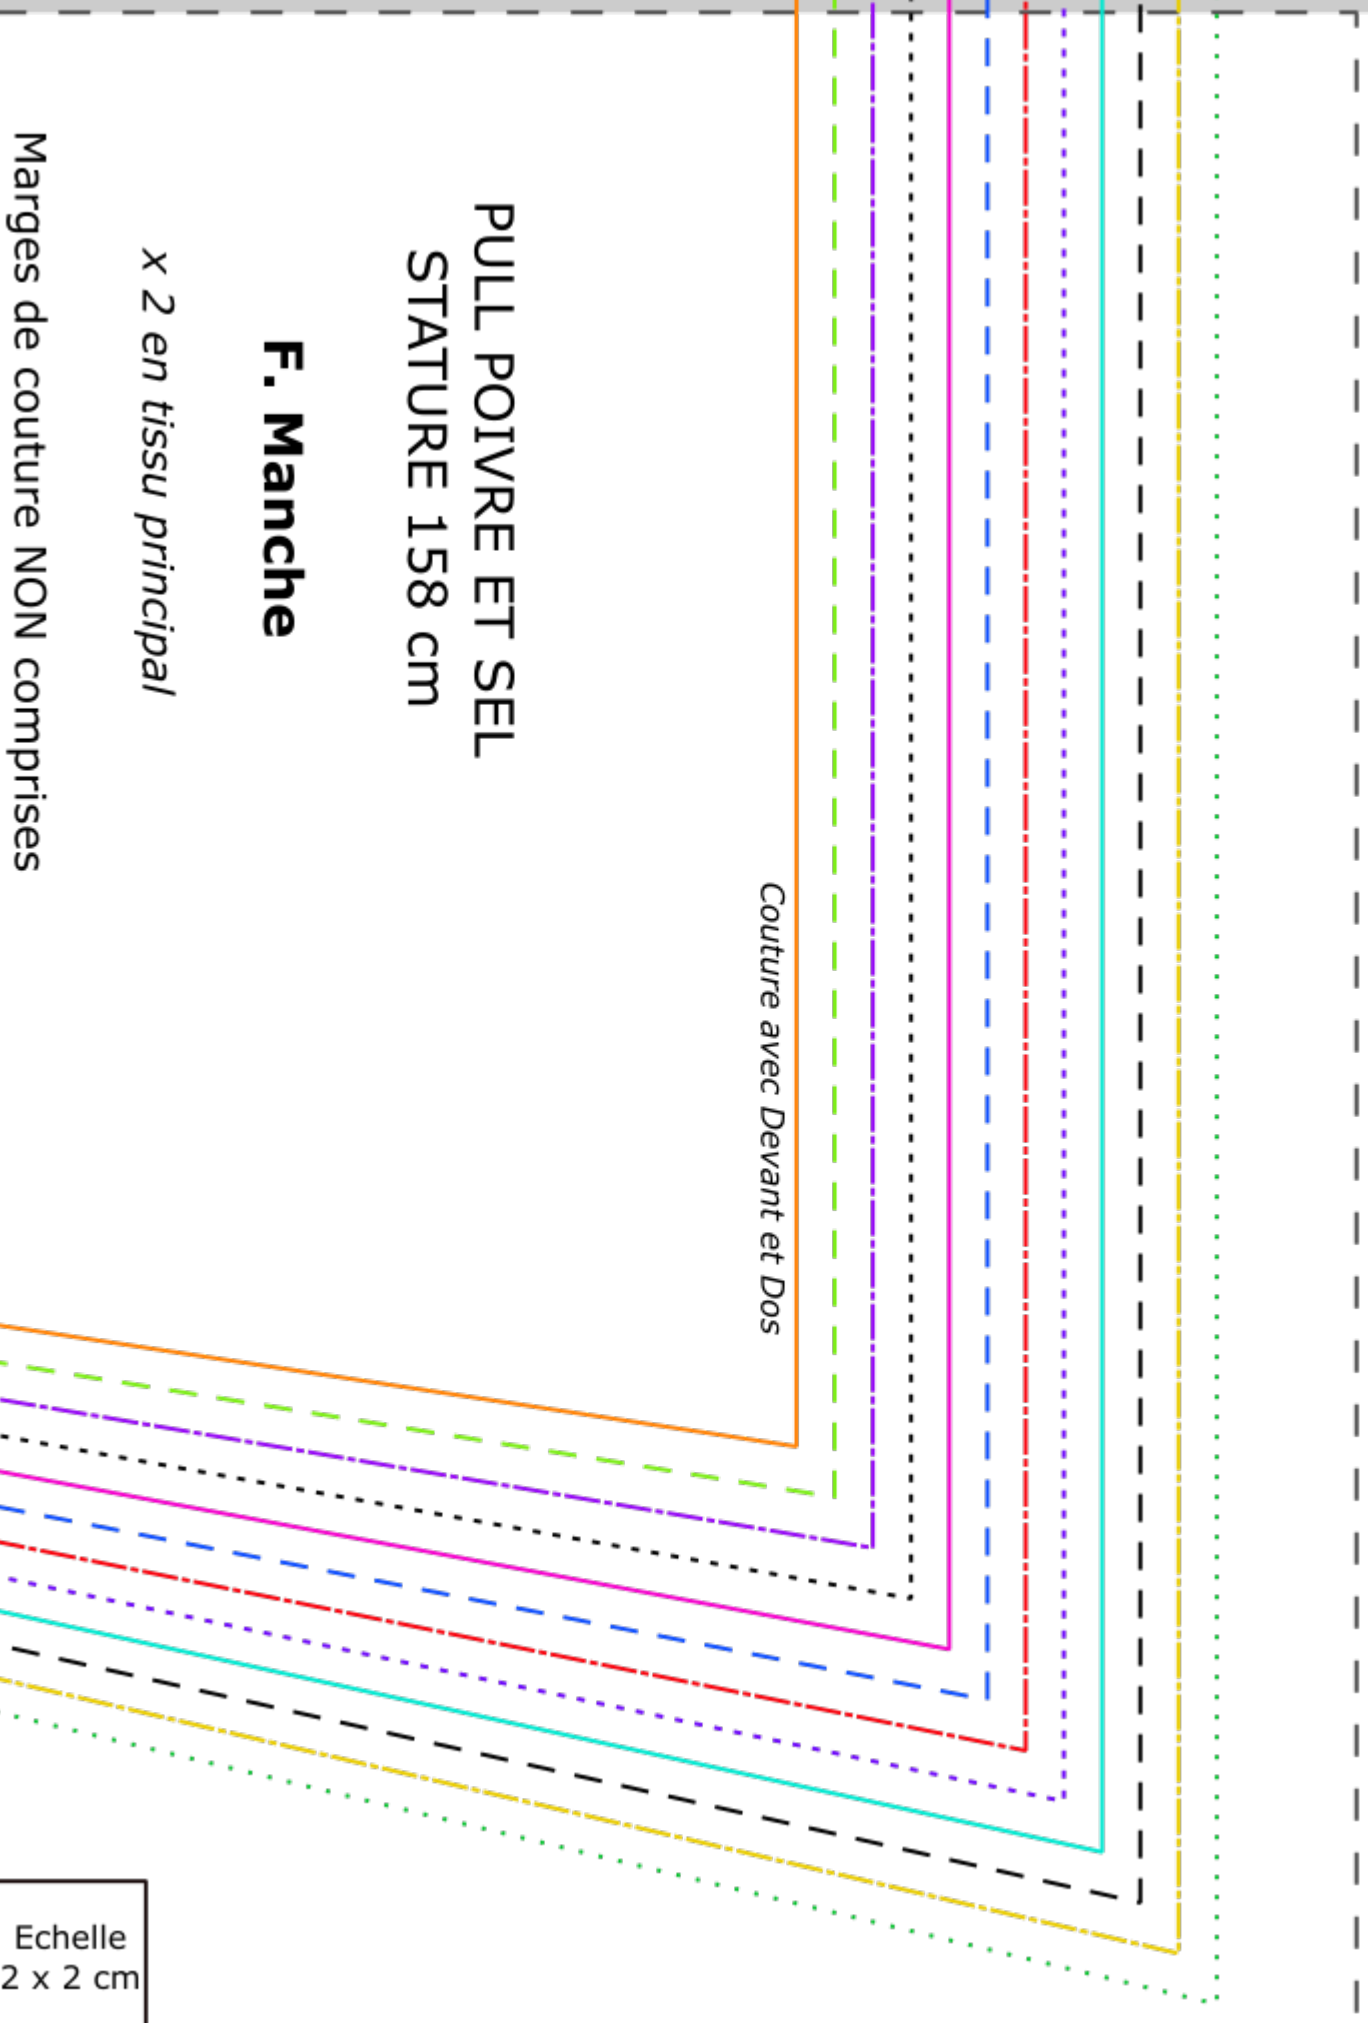 PULL POIVRE ET SEL
STATURE 158 cm
F. Manche
x 2 en tissu principal
Marges de couture NON comprises
Couture avec Devant et Dos
Echelle
2 x 2 cm